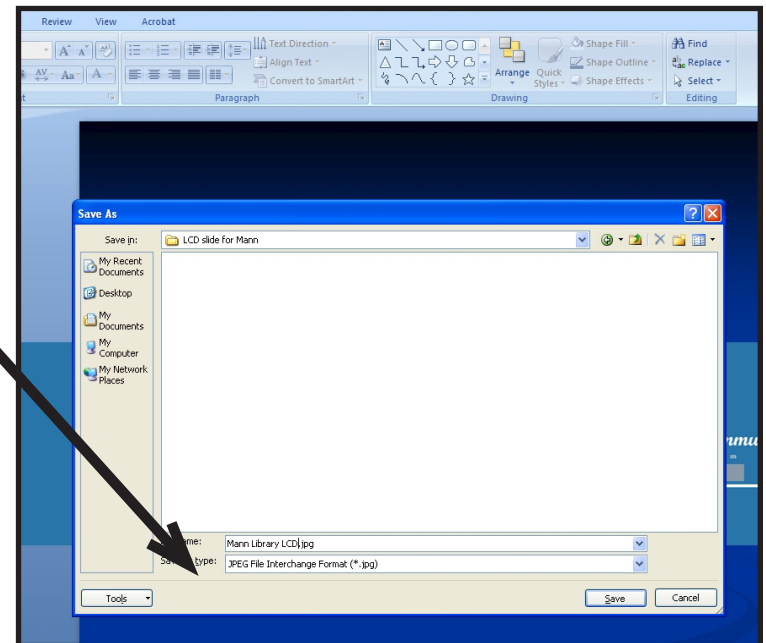 Review View Acrobat
Text Direction
Align Text
Convert to SmartArt
Paragraph
Arrange
Quick Styles
Shape Fill
Shape Outline
Shape Effects
Drawing
Find
Replace
Select
Editing
Save As
Save in: LCD slide for Mann
My Recent
Documents
Desktop
My
Documents
My
Computer
My Network
Places
Mann Library LCD.jpg
type: JPEG File Interchange Format (*.jpg)
Tools Save Cancel